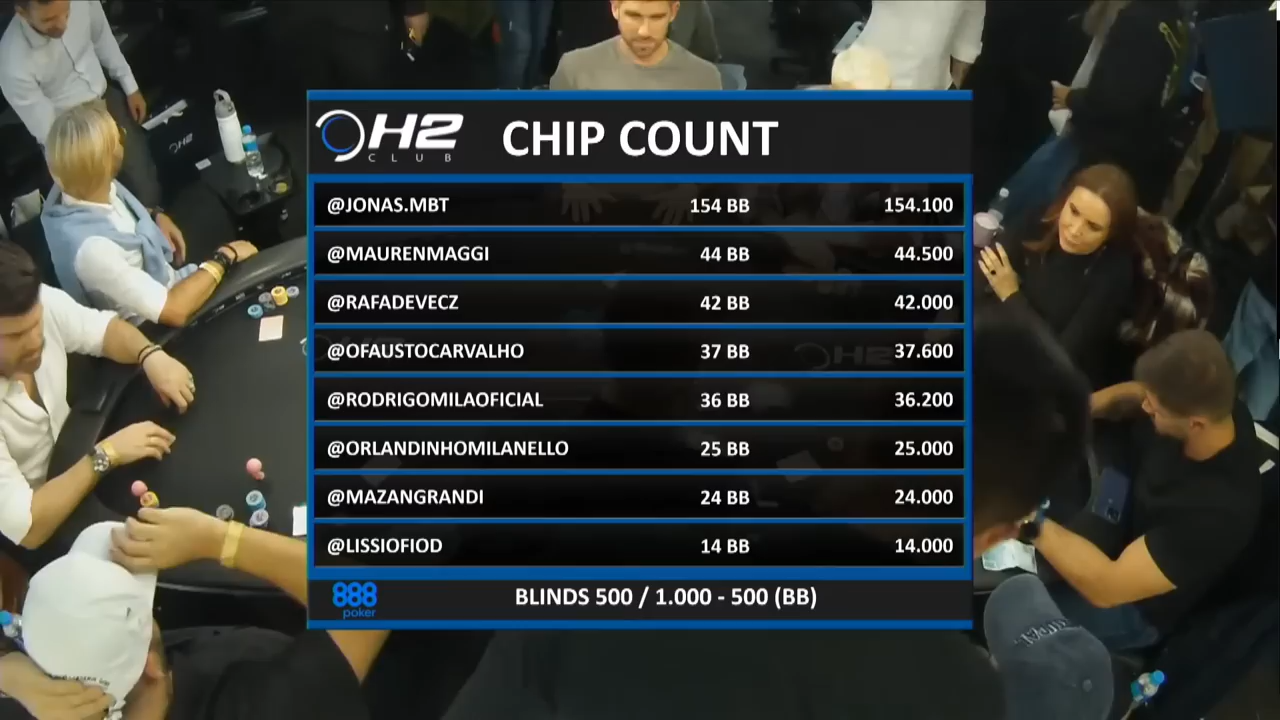 H2 CLUB CHIP COUNT
@JONAS.MBT 154 BB 154.100
@MAURENMAGGI 44 BB 44.500
@RAFADEVECZ 42 BB 42.000
@OFAUSTOCARVALHO 37 BB 37.600
@RODRIGOMILAOFICIAL 36 BB 36.200
@ORLANDINHOMILANELLO 25 BB 25.000
@MAZANGRANDI 24 BB 24.000
@LISSIOFIOD 14 BB 14.000
888 poker BLINDS 500 / 1.000 - 500 (BB)